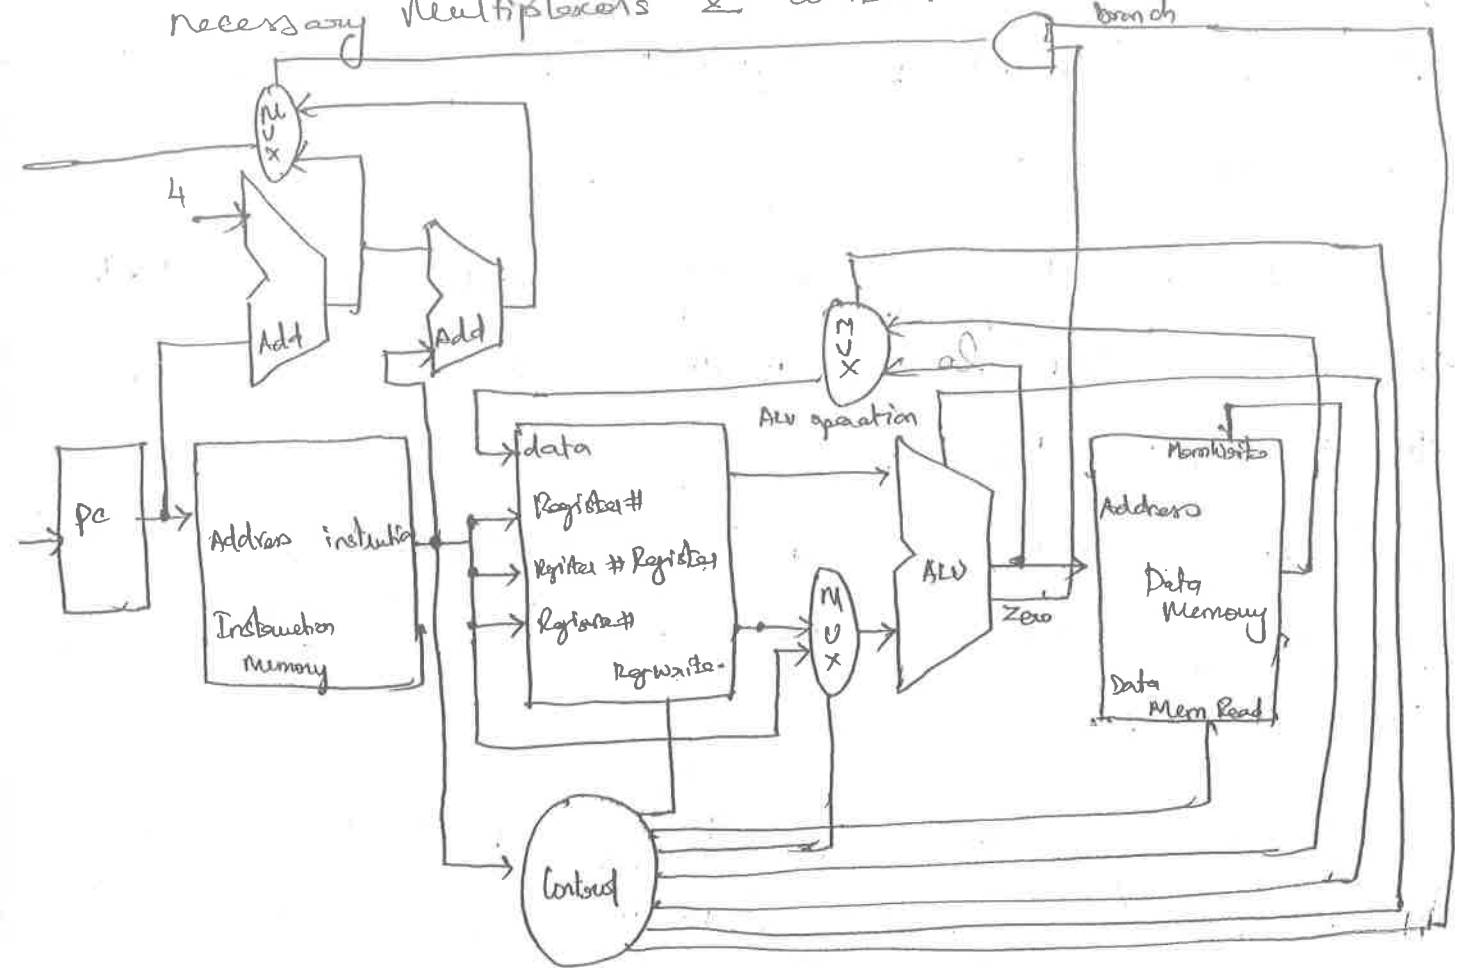 necessary Multiplexers &
Branch
MUX
4
Add
Add
MUX
ALU operation
PC
Address instruction
Instruction
Memory
data
Register#
Register # Register
Register#
RegWrite
MUX
ALU
Zero
MemWrite
Address
Data
Memory
Data
Mem Read
Control